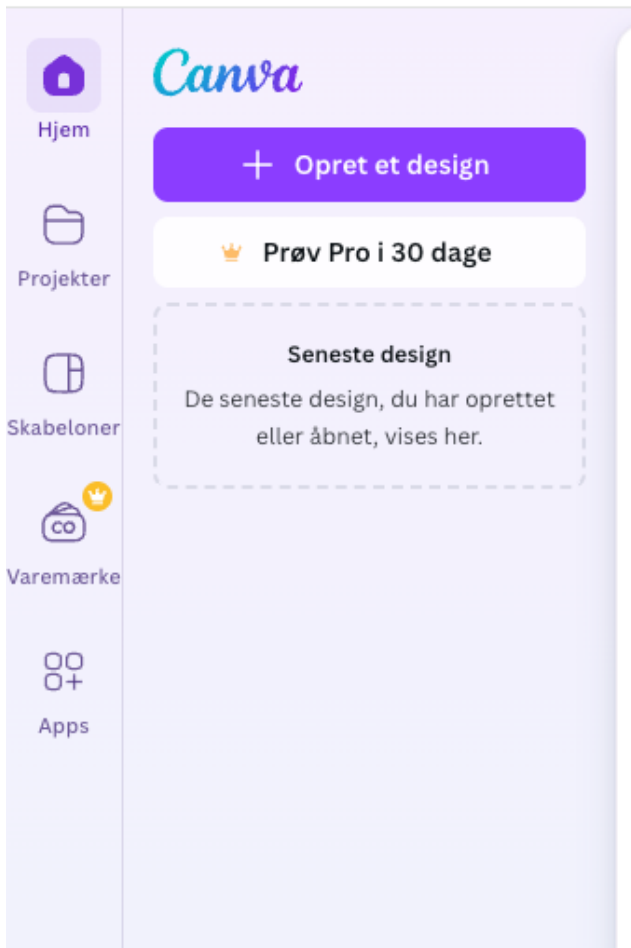 Hjem
Projekter
Skabeloner
CO
Varemærke
Apps
Canva
Opret et design
Prøv Pro i 30 dage
Seneste design
De seneste design, du har oprettet
eller åbnet, vises her.